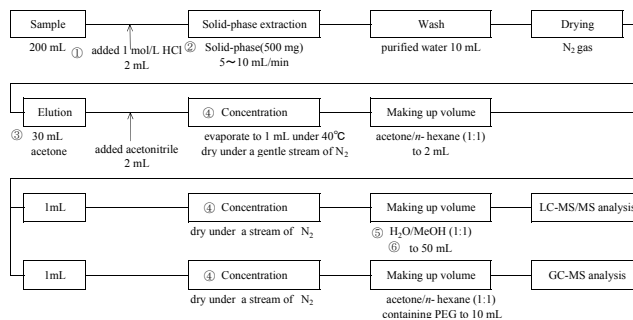 Sample
Solid-phase extraction
Wash
Drying
200 mL
① added 1 mol/L HCl
2 mL
② Solid-phase(500 mg)
5～10 mL/min
purified water 10 mL
N2 gas
Elution
④ Concentration
Making up volume
③ 30 mL
acetone
added acetonitrile
2 mL
evaporate to 1 mL under 40℃
dry under a gentle stream of N2
acetone/n- hexane (1:1)
to 2 mL
1mL
④ Concentration
Making up volume
LC-MS/MS analysis
dry under a stream of N2
⑤ H2O/MeOH (1:1)
⑥ to 50 mL
1mL
④ Concentration
Making up volume
GC-MS analysis
dry under a stream of N2
acetone/n- hexane (1:1)
containing PEG to 10 mL